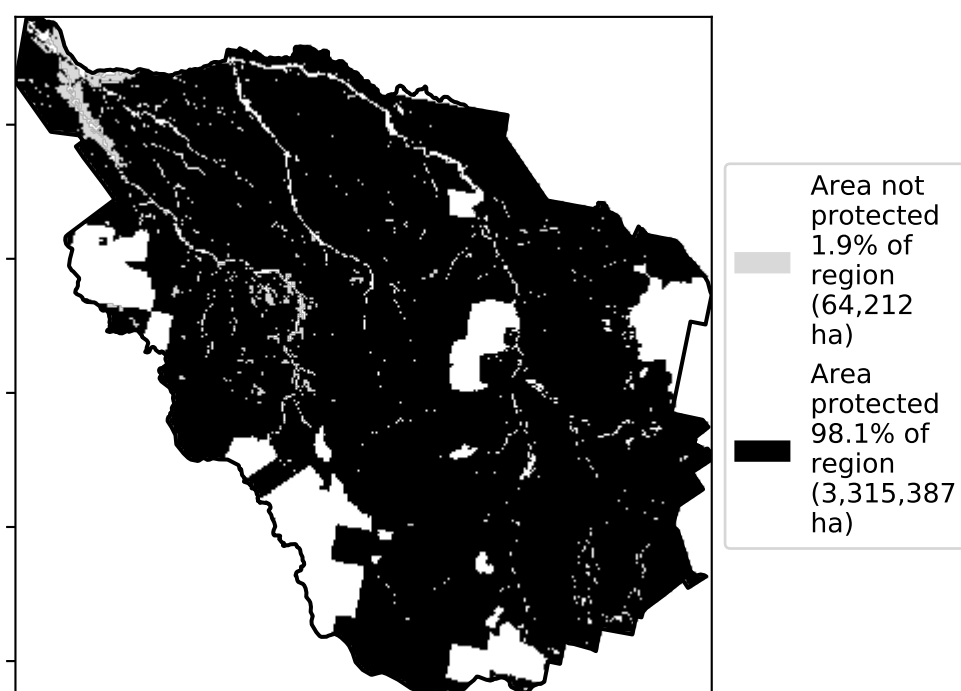 Area not
protected
1.9% of
region
(64,212
ha)
Area
protected
98.1% of
region
(3,315,387
ha)